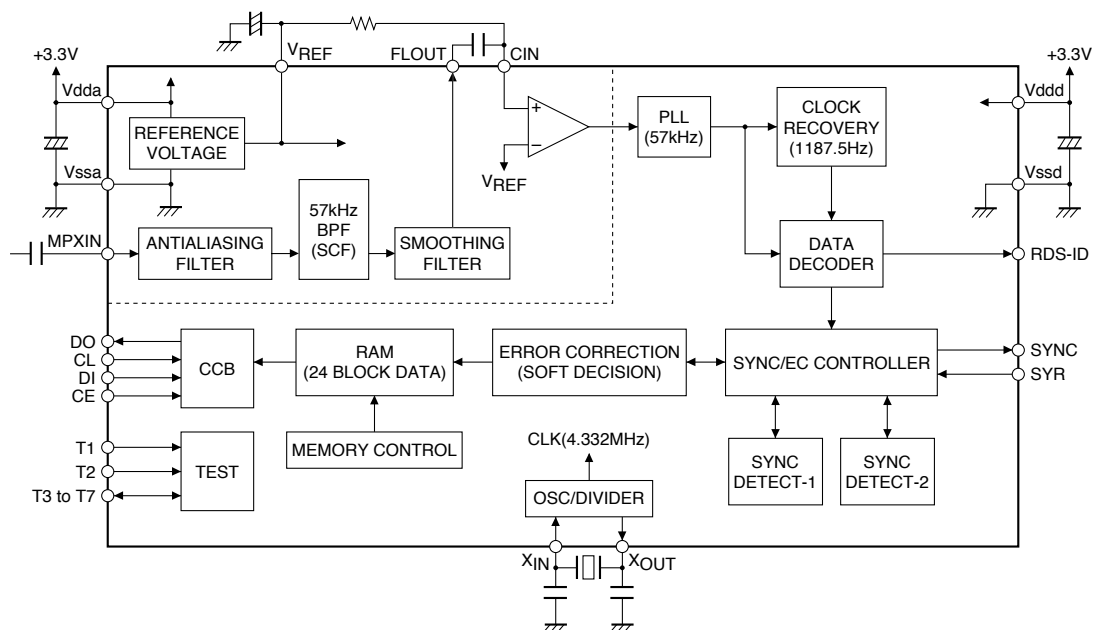 +3.3V
VREF
FLOUT
CIN
+3.3V
Vdda
REFERENCE
VOLTAGE
Vssa
+
−
VREF
PLL
(57kHz)
CLOCK
RECOVERY
(1187.5Hz)
Vddd
Vssd
MPXIN
ANTIALIASING
FILTER
57kHz
BPF
(SCF)
SMOOTHING
FILTER
DATA
DECODER
RDS-ID
DO
CL
DI
CE
CCB
RAM
(24 BLOCK DATA)
ERROR CORRECTION
(SOFT DECISION)
SYNC/EC CONTROLLER
SYNC
SYR
T1
T2
T3 to T7
TEST
MEMORY CONTROL
CLK(4.332MHz)
OSC/DIVIDER
SYNC
DETECT-1
SYNC
DETECT-2
XIN
XOUT